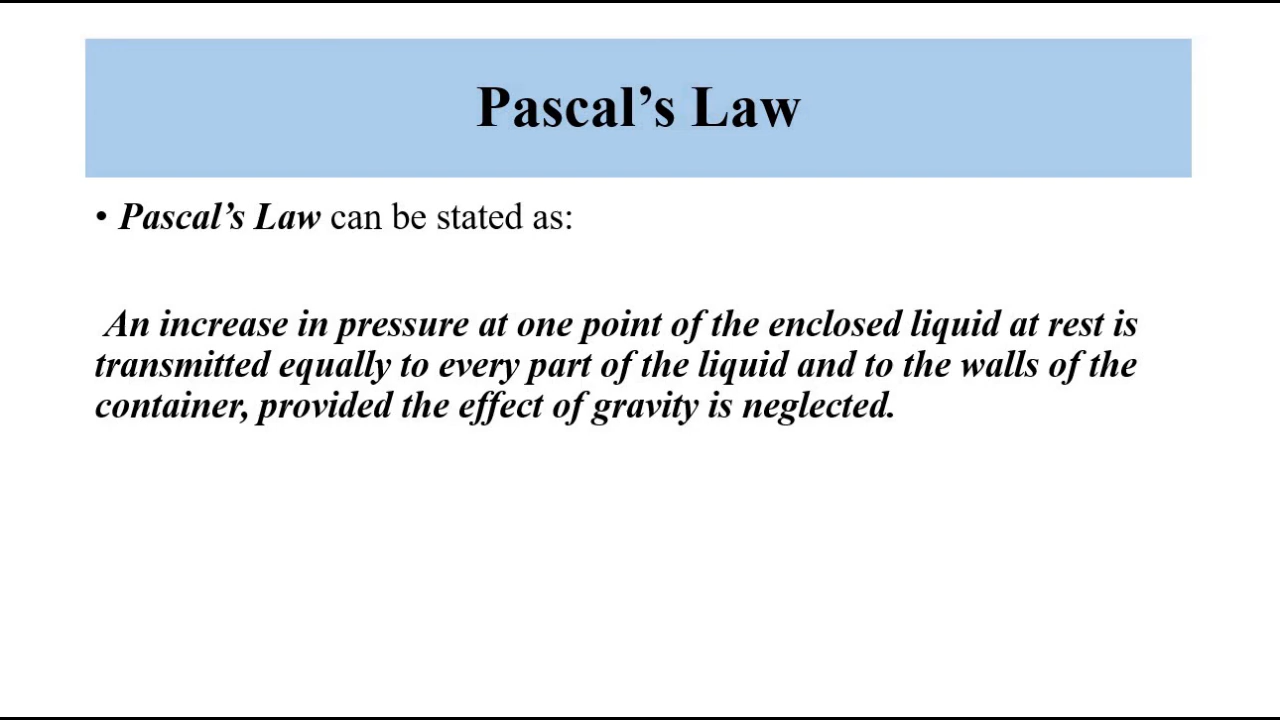 Pascal’s Law
• Pascal’s Law can be stated as:
An increase in pressure at one point of the enclosed liquid at rest is
transmitted equally to every part of the liquid and to the walls of the
container, provided the effect of gravity is neglected.